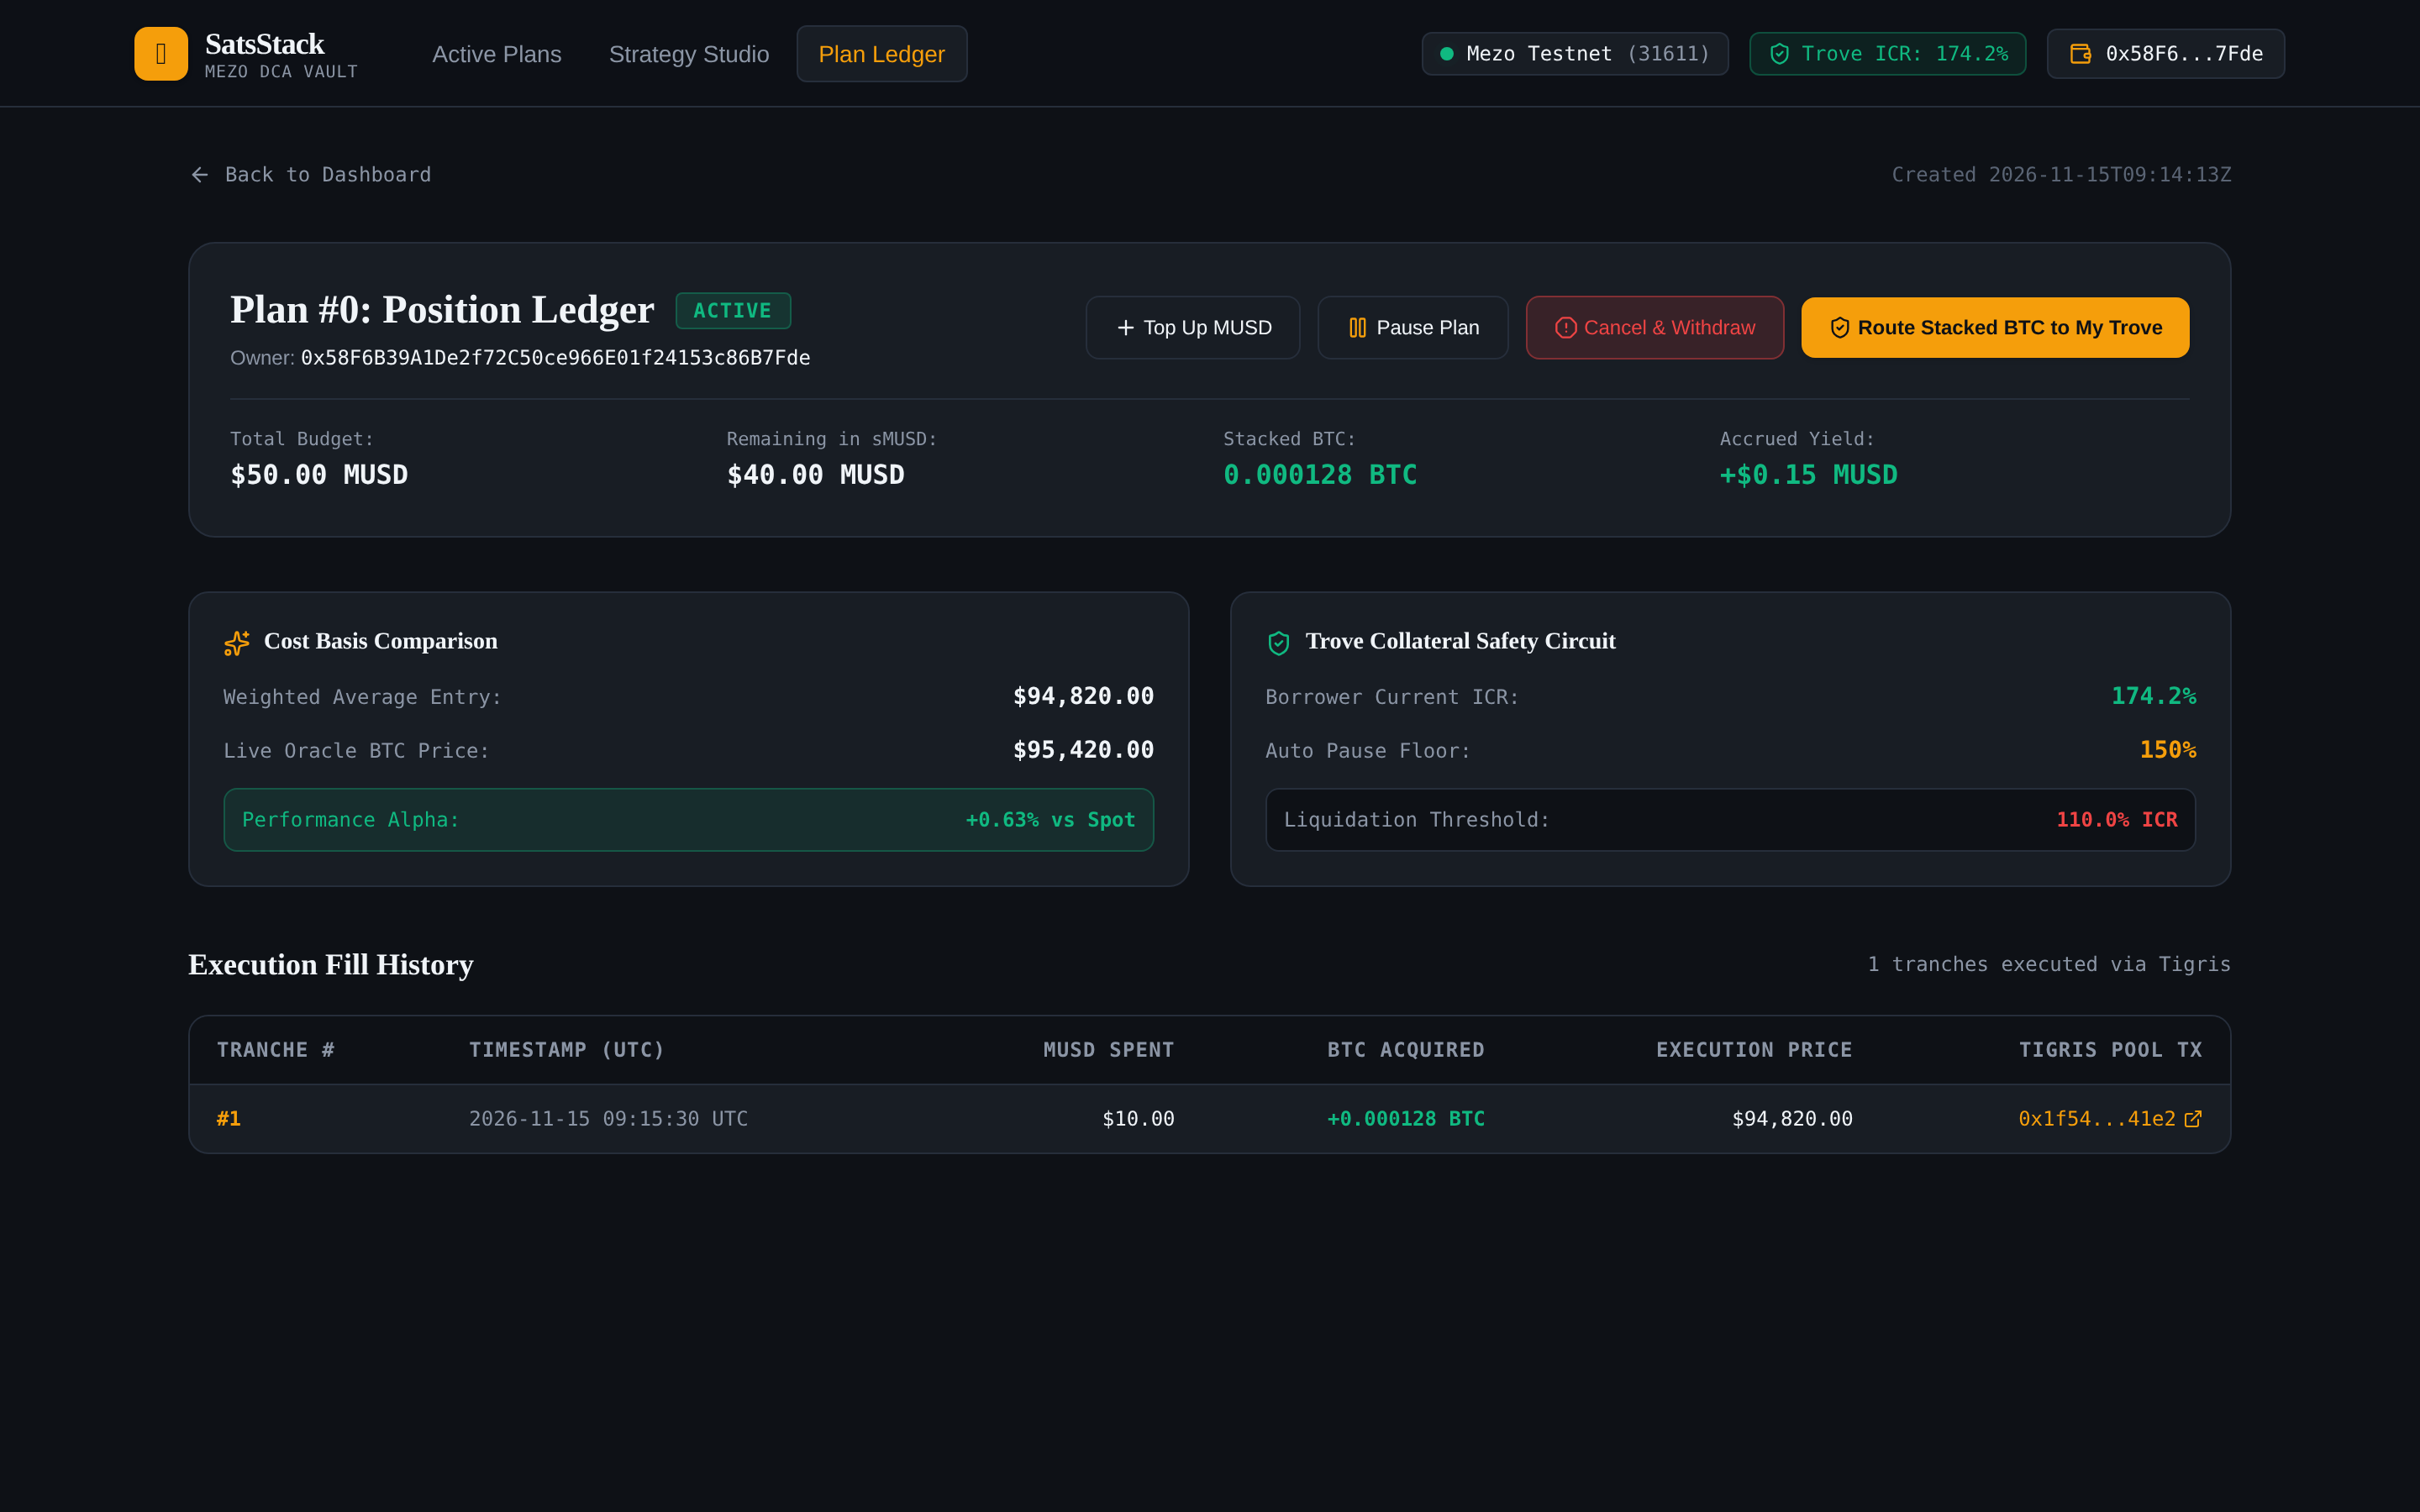 SatsStack
MEZO DCA VAULT
Active Plans
Strategy Studio
Plan Ledger
Mezo Testnet (31611)
Trove ICR: 174.2%
0x58F6...7Fde
Back to Dashboard
Created 2026-11-15T09:14:13Z
Plan #0: Position Ledger
ACTIVE
Owner: 0x58F6B39A1De2f72C50ce966E01f24153c86B7Fde
Top Up MUSD
Pause Plan
Cancel & Withdraw
Route Stacked BTC to My Trove
Total Budget:
$50.00 MUSD
Remaining in sMUSD:
$40.00 MUSD
Stacked BTC:
0.000128 BTC
Accrued Yield:
+$0.15 MUSD
Cost Basis Comparison
Weighted Average Entry: $94,820.00
Live Oracle BTC Price: $95,420.00
Performance Alpha: +0.63% vs Spot
Trove Collateral Safety Circuit
Borrower Current ICR: 174.2%
Auto Pause Floor: 150%
Liquidation Threshold: 110.0% ICR
Execution Fill History
1 tranches executed via Tigris
TRANCHE # TIMESTAMP (UTC) MUSD SPENT BTC ACQUIRED EXECUTION PRICE TIGRIS POOL TX
#1 2026-11-15 09:15:30 UTC $10.00 +0.000128 BTC $94,820.00 0x1f54...41e2